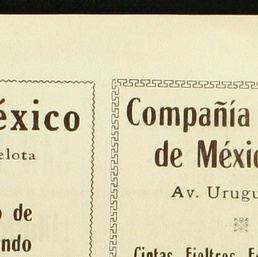 éxico
elota
o de
ndo
Compañía
de Méxic
Av. Urugu
Cintas Fieltros